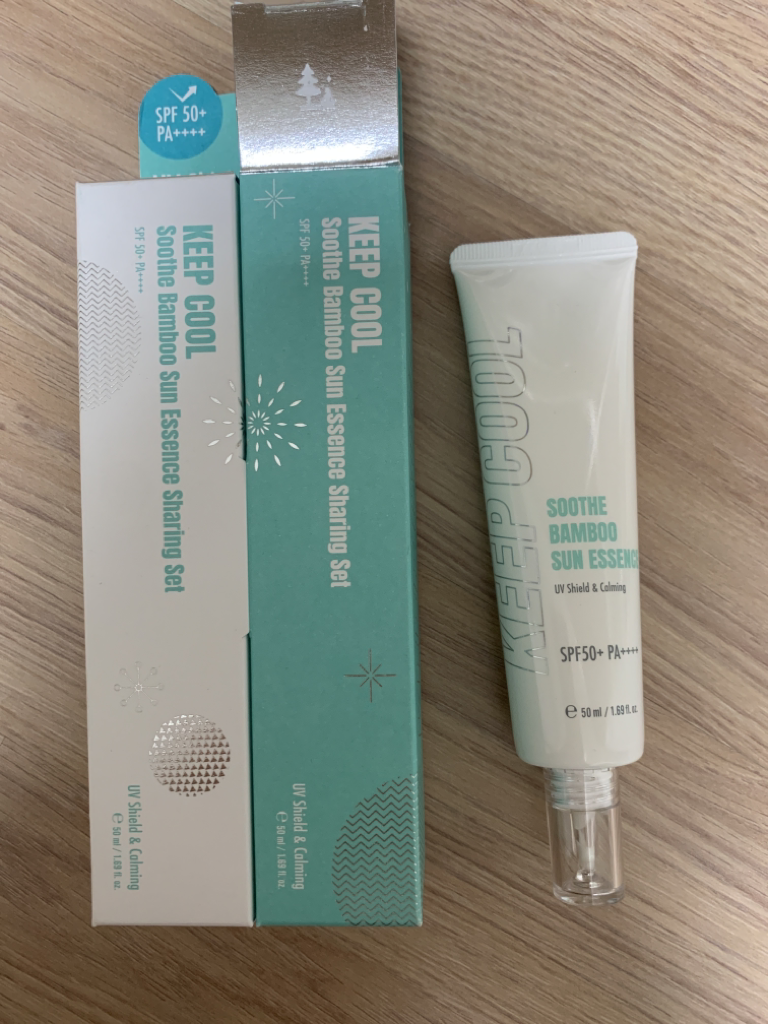 SPF 50+
PA++++
KEEP COOL
Soothe Bamboo Sun Essence Sharing Set
SPF 50+ PA++++
UV Shield & Calming
℮ 50 ml / 1.69 fl. oz.
KEEP COOL
Soothe Bamboo Sun Essence Sharing Set
SPF 50+ PA++++
UV Shield & Calming
℮ 50 ml / 1.69 fl. oz.
KEEP COOL
SOOTHE
BAMBOO
SUN ESSENCE
UV Shield & Calming
SPF50+ PA++++
℮ 50 ml / 1.69 fl. oz.